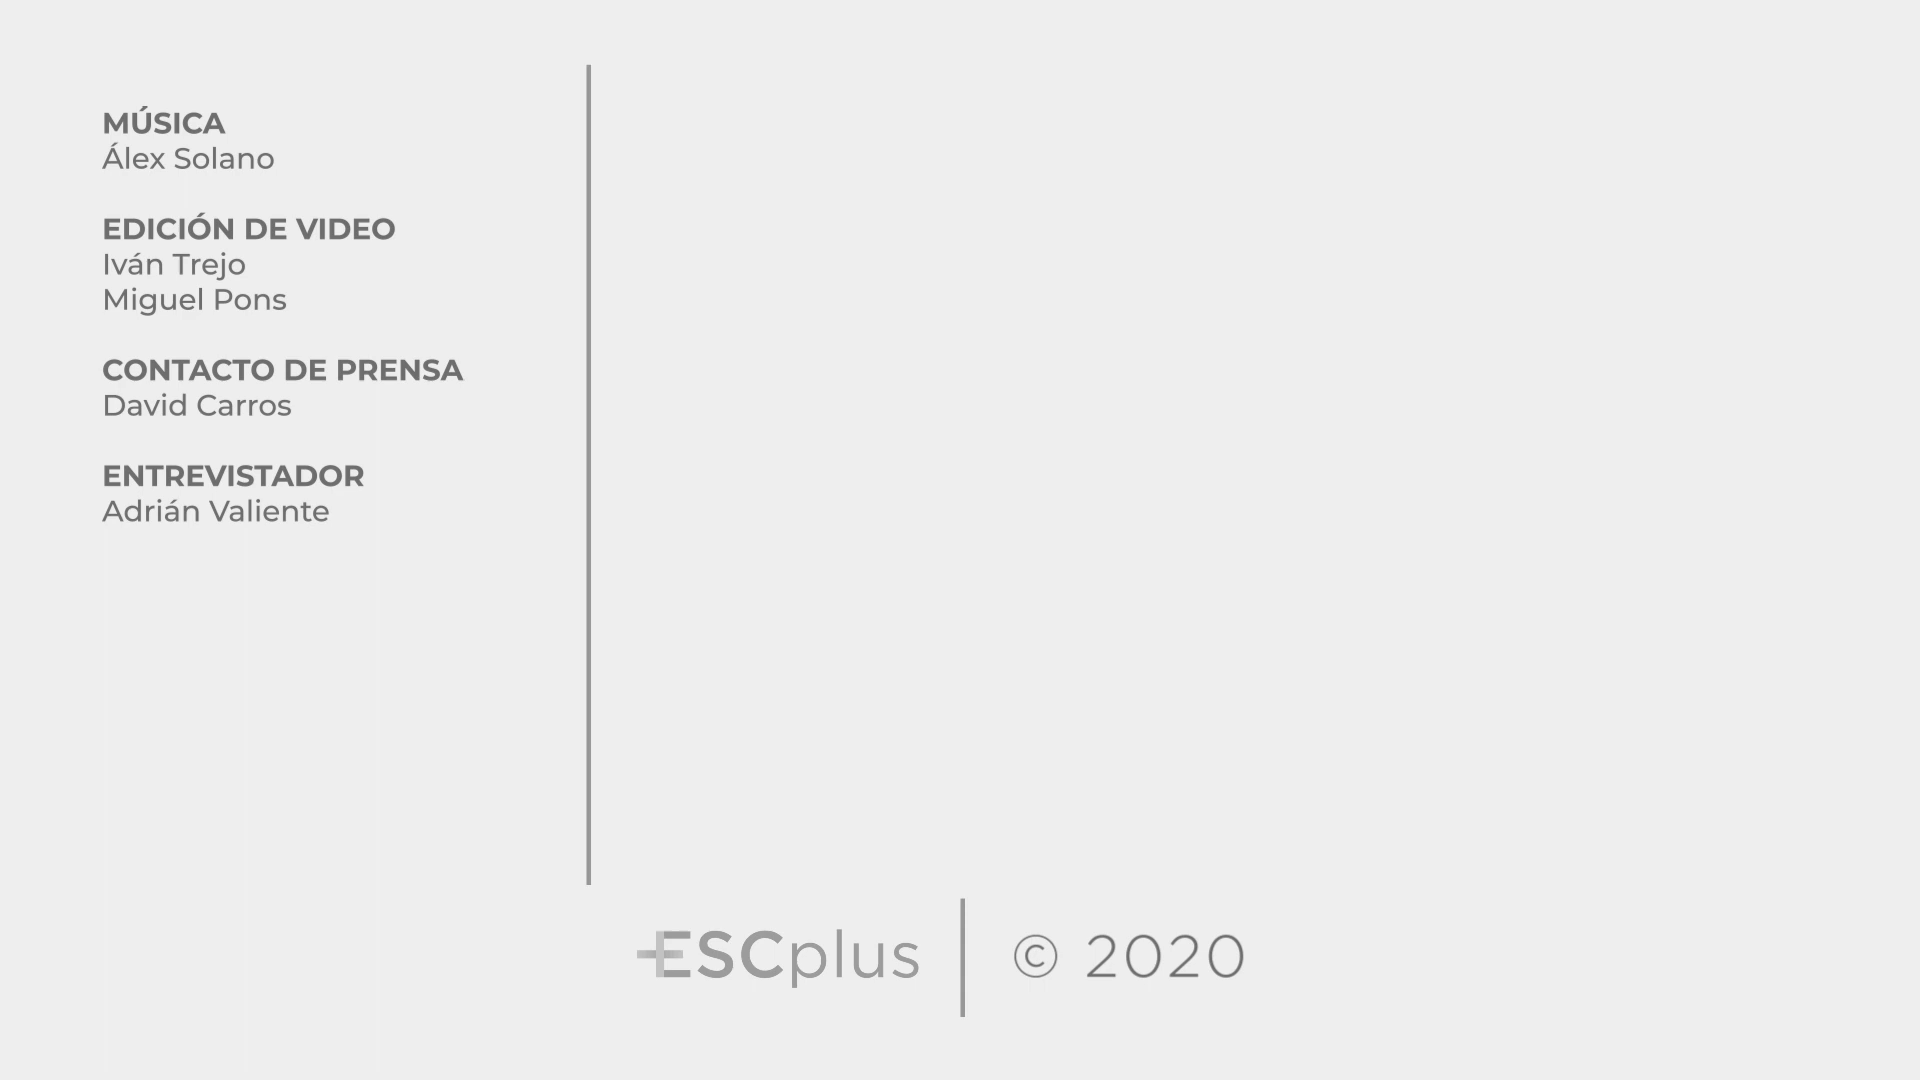 MÚSICA
Álex Solano
EDICIÓN DE VIDEO
Iván Trejo
Miguel Pons
CONTACTO DE PRENSA
David Carros
ENTREVISTADOR
Adrián Valiente
ESCplus
© 2020